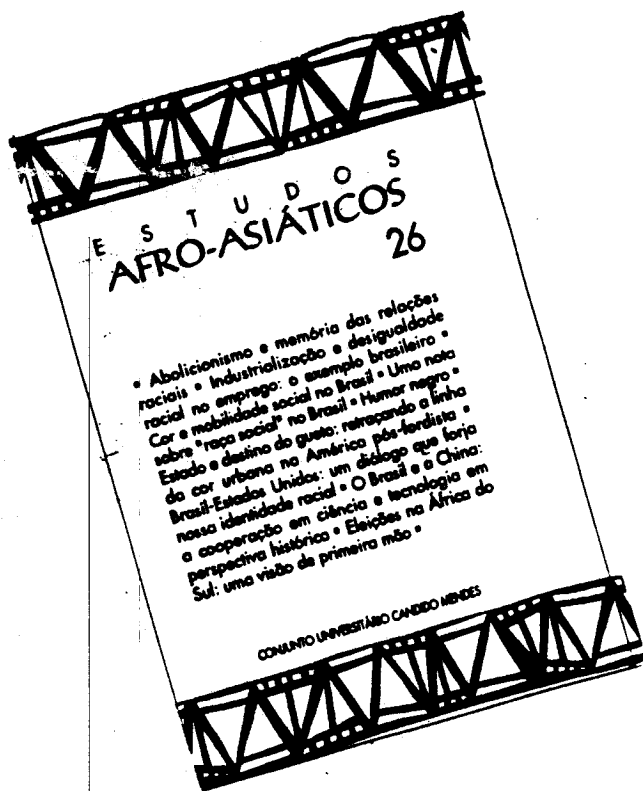 ESTUDOS
AFRO-ASIÁTICOS
26
• Abolicionismo e memória das relações
raciais • Industrialização e desigualdade
racial no emprego: o exemplo brasileiro •
Cor e mobilidade social no Brasil • Uma nota
sobre "raça social" no Brasil • Humor negro •
Estado e destino do gueto: retraçando a linha
da cor urbana na América pós-fordista •
Brasil-Estados Unidos: um diálogo que forja
nossa identidade racial • O Brasil e a China:
a cooperação em ciência e tecnologia em
perspectiva histórica • Eleições na África do
Sul: uma visão de primeira mão •
CONJUNTO UNIVERSITÁRIO CANDIDO MENDES